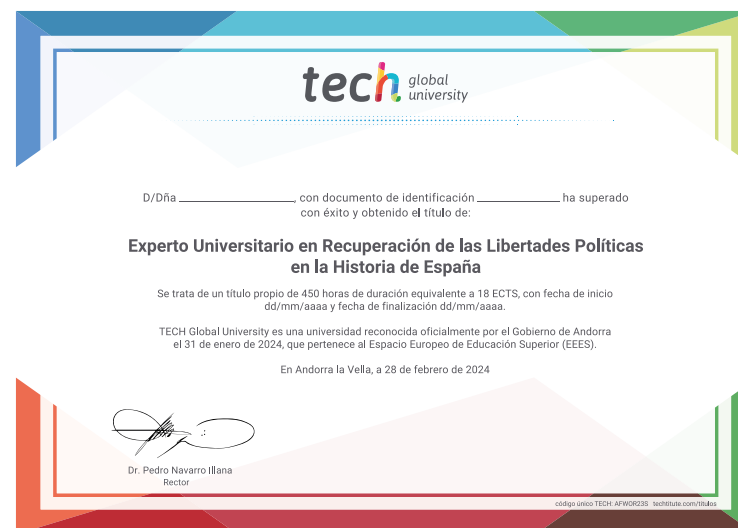 tech global
university
D/Dña ______________, con documento de identificación ______________ ha superado
con éxito y obtenido el título de:
Experto Universitario en Recuperación de las Libertades Políticas
en la Historia de España
Se trata de un título propio de 450 horas de duración equivalente a 18 ECTS, con fecha de inicio
dd/mm/aaaa y fecha de finalización dd/mm/aaaa.
TECH Global University es una universidad reconocida oficialmente por el Gobierno de Andorra
el 31 de enero de 2024, que pertenece al Espacio Europeo de Educación Superior (EEES).
En Andorra la Vella, a 28 de febrero de 2024
Dr. Pedro Navarro Illana
Rector
código único TECH: AFWOR23S techtitute.com/titulos